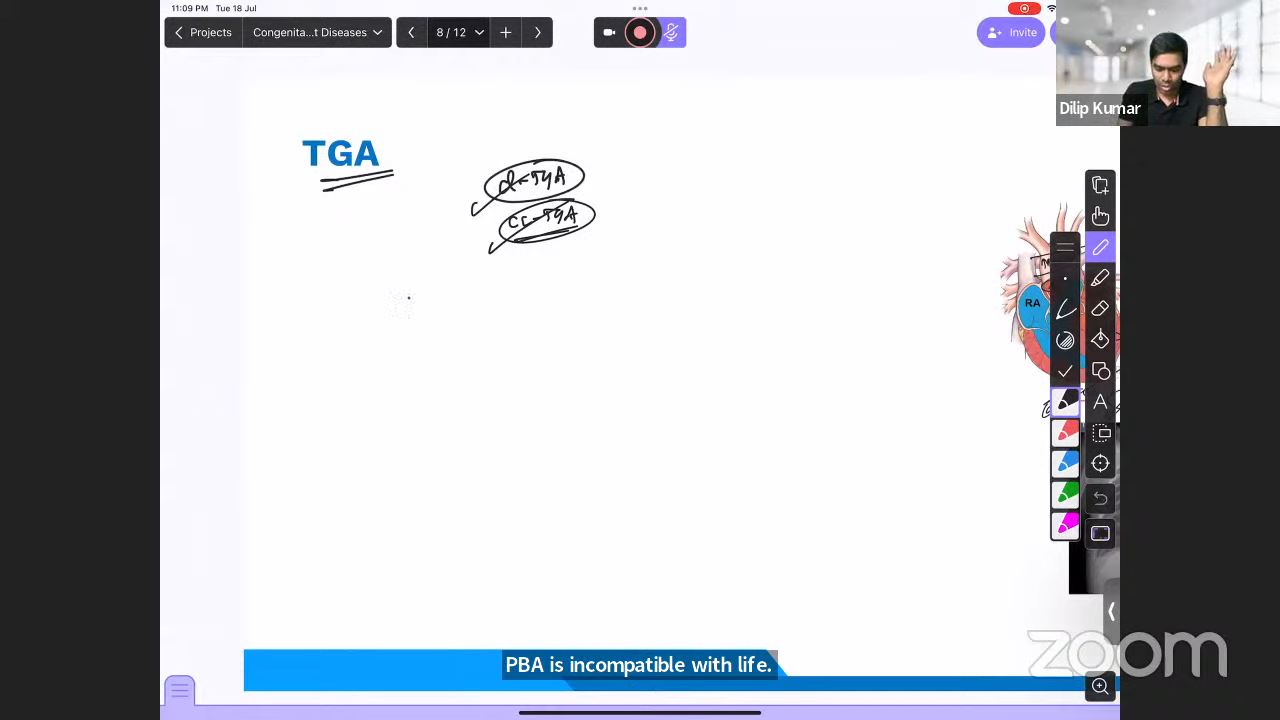 11:09 PM Tue 18 Jul
Projects
Congenita...t Diseases
8 / 12
Invite
Dilip Kumar
TGA
d-TGA
cc-TGA
RA
A
PBA is incompatible with life.
zoom